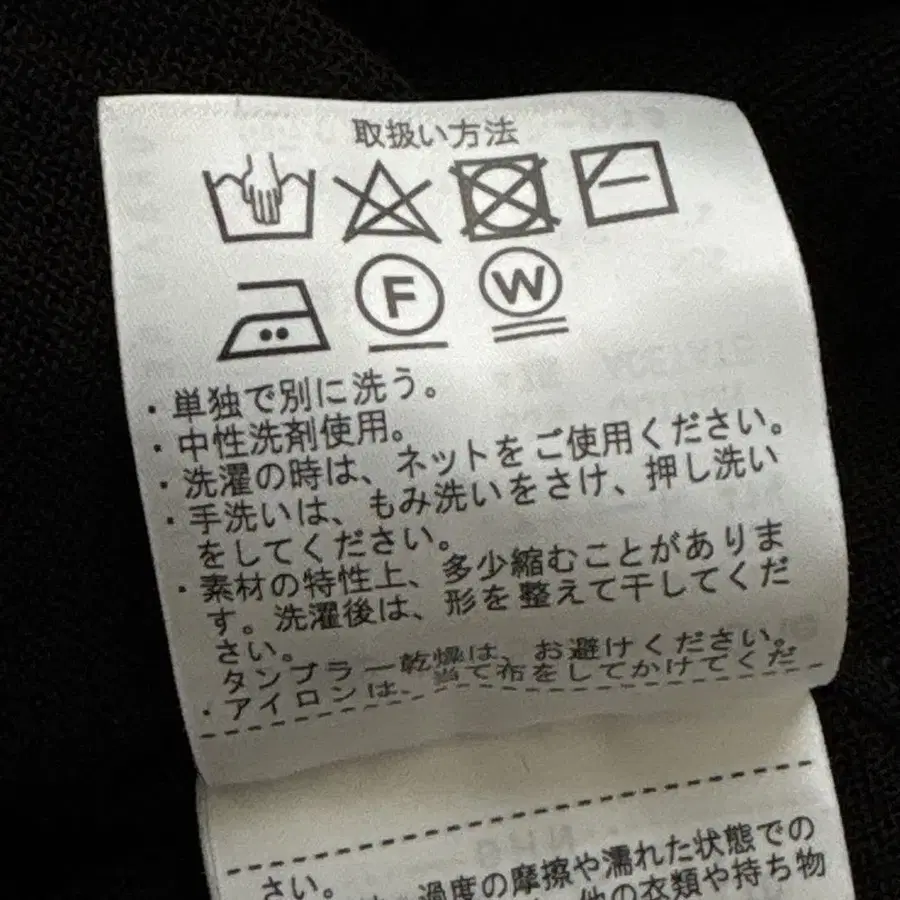 取扱い方法
F W
・単独で別に洗う。
・中性洗剤使用。
・洗濯の時は、ネットをご使用ください。
・手洗いは、もみ洗いをさけ、押し洗い
をしてください。
・素材の特性上、多少縮むことがありま
す。洗濯後は、形を整えて干してくだ
さい。
タンブラー乾燥は、お避けください。
・アイロンは、当て布をしてかけてくだ
さい。
過度の摩擦や濡れた状態での
他の衣類や持ち物